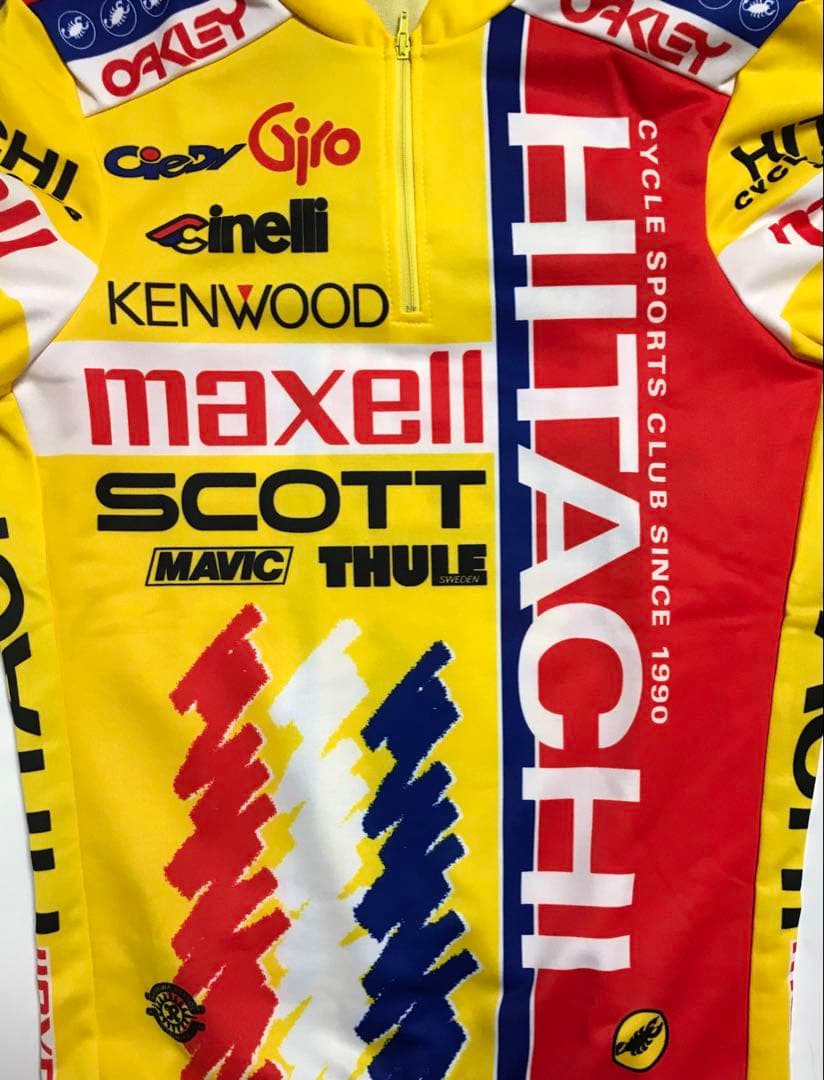 OAKLEY
OAKLEY
Ciedy
Giro
cinelli
KENWOOD
maxell
SCOTT
MAVIC
THULE
SWEDEN
HITACHI
CYCLE SPORTS CLUB SINCE 1990